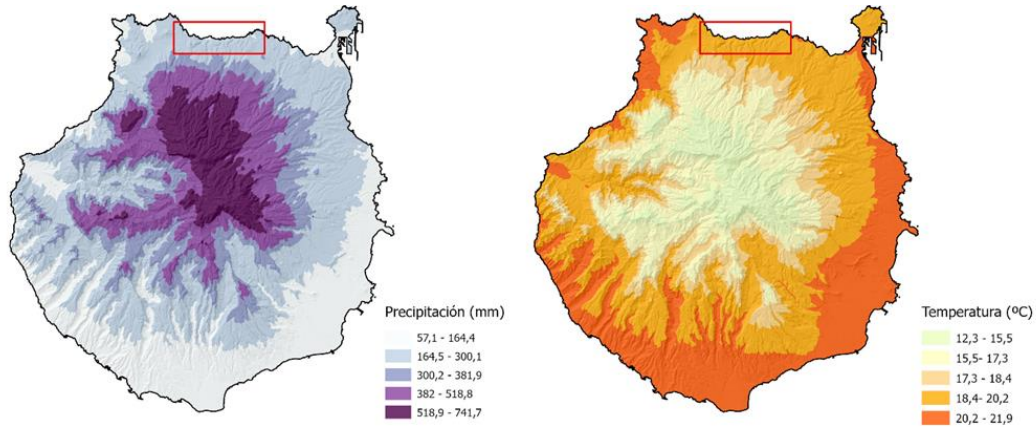 Precipitación (mm)
57,1 - 164,4
164,5 - 300,1
300,2 - 381,9
382 - 518,8
518,9 - 741,7
Temperatura (ºC)
12,3 - 15,5
15,5- 17,3
17,3 - 18,4
18,4- 20,2
20,2 - 21,9